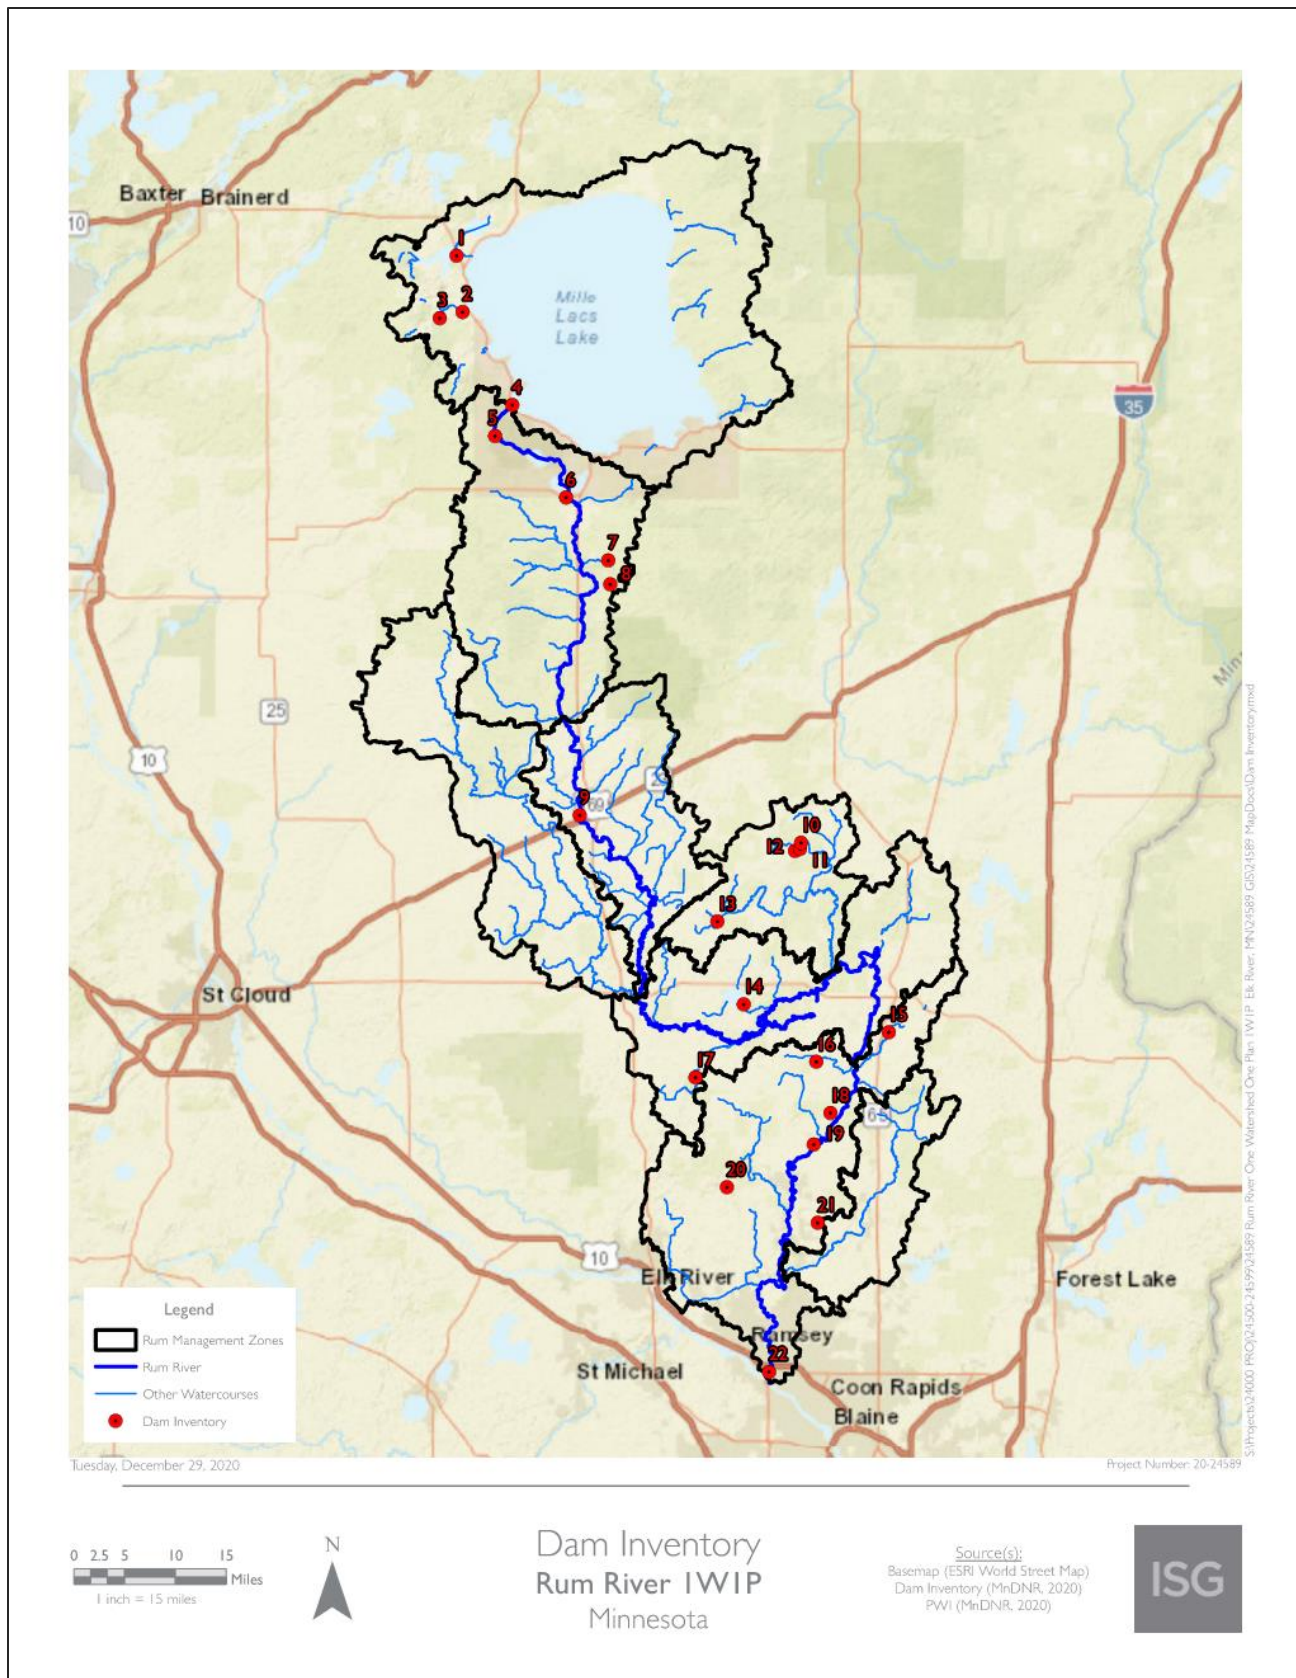 Baxter
Brainerd
10
1
Mille
Lacs
Lake
3
2
4
5
35
6
7
8
25
10
9
69
10
12
11
13
St Cloud
14
15
16
17
18
65
19
20
21
10
Elk River
Forest Lake
Ramsey
22
St Michael
Coon Rapids
Blaine
Legend
Rum Management Zones
Rum River
Other Watercourses
Dam Inventory
Tuesday, December 29, 2020
Project Number: 20-24589
0 2.5 5 10 15
Miles
1 inch = 15 miles
N
Dam Inventory
Rum River 1W1P
Minnesota
Source(s):
Basemap (ESRI World Street Map)
Dam Inventory (MnDNR, 2020)
PWI (MnDNR, 2020)
ISG